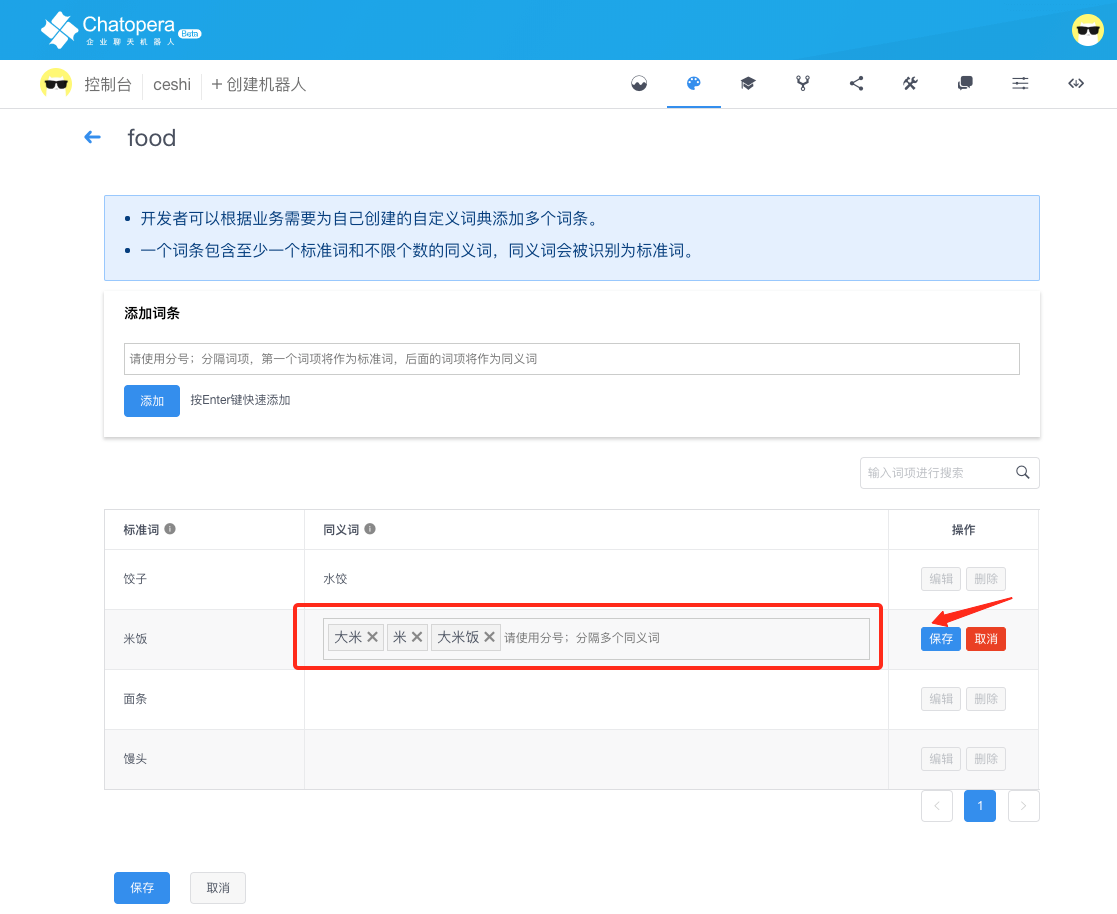 Chatopera Beta
企业聊天机器人
控制台 ceshi + 创建机器人
food
开发者可以根据业务需要为自己创建的自定义词典添加多个词条。
一个词条包含至少一个标准词和不限个数的同义词，同义词会被识别为标准词。
添加词条
请使用分号；分隔词项，第一个词项将作为标准词，后面的词项将作为同义词
添加 按Enter键快速添加
输入词项进行搜索
标准词 同义词 操作
饺子 水饺 编辑 删除
米饭 大米 米 大米饭 请使用分号；分隔多个同义词 保存 取消
面条 编辑 删除
馒头 编辑 删除
1
保存 取消